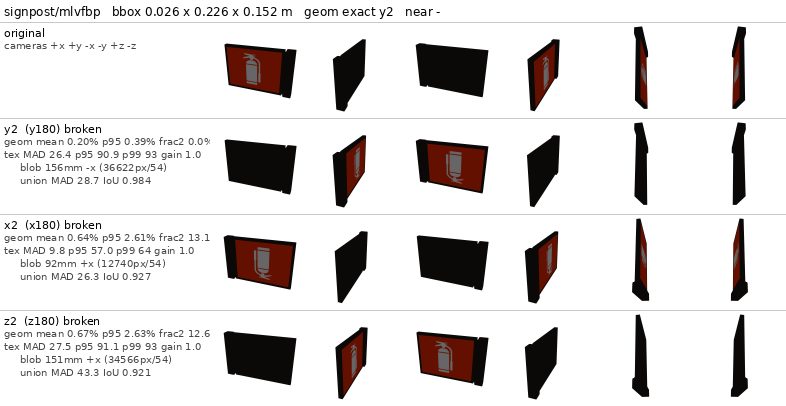 signpost/mlvfbp   bbox 0.026 x 0.226 x 0.152 m   geom exact y2   near -
original
cameras +x +y -x -y +z -z
y2  (y180) broken
geom mean 0.20% p95 0.39% frac2 0.0%
tex MAD 26.4 p95 90.9 p99 93 gain 1.0
blob 156mm -x (36622px/54)
union MAD 28.7 IoU 0.984
x2  (x180) broken
geom mean 0.64% p95 2.61% frac2 13.1
tex MAD 9.8 p95 57.0 p99 64 gain 1.0
blob 92mm +x (12740px/54)
union MAD 26.3 IoU 0.927
z2  (z180) broken
geom mean 0.67% p95 2.63% frac2 12.6
tex MAD 27.5 p95 91.1 p99 93 gain 1.0
blob 151mm +x (34566px/54)
union MAD 43.3 IoU 0.921